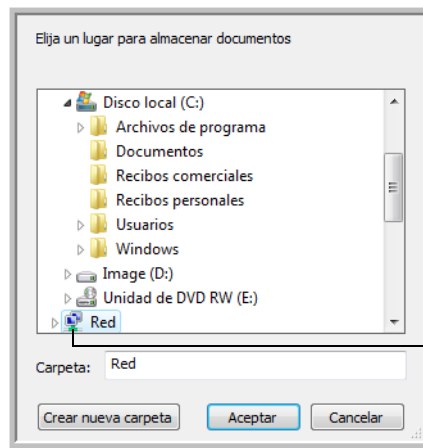 Elija un lugar para almacenar documentos
Disco local (C:)
Archivos de programa
Documentos
Recibos comerciales
Recibos personales
Usuarios
Windows
Image (D:)
Unidad de DVD RW (E:)
Red
Carpeta: Red
Crear nueva carpeta Aceptar Cancelar